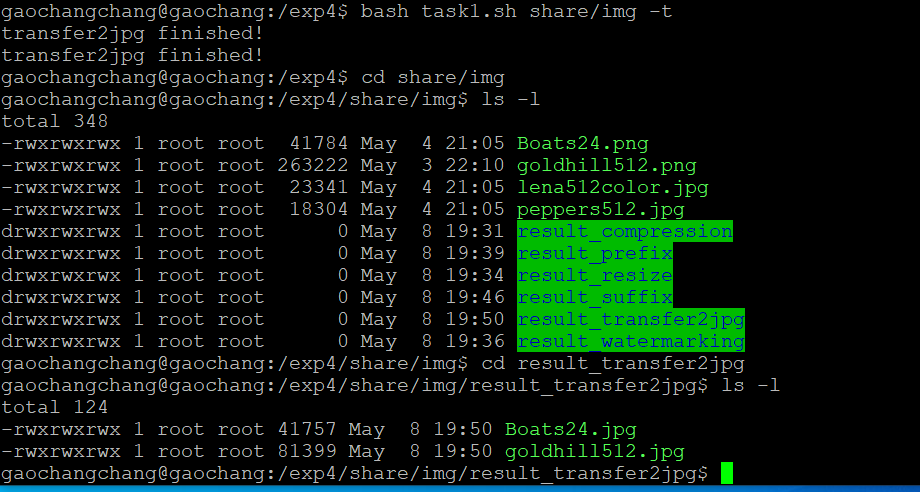 gaochangchang@gaochang:/exp4$ bash task1.sh share/img -t
transfer2jpg finished!
transfer2jpg finished!
gaochangchang@gaochang:/exp4$ cd share/img
gaochangchang@gaochang:/exp4/share/img$ ls -l
total 348
-rwxrwxrwx 1 root root  41784 May  4 21:05 Boats24.png
-rwxrwxrwx 1 root root 263222 May  3 22:10 goldhill512.png
-rwxrwxrwx 1 root root  23341 May  4 21:05 lena512color.jpg
-rwxrwxrwx 1 root root  18304 May  4 21:05 peppers512.jpg
drwxrwxrwx 1 root root      0 May  8 19:31 result_compression
drwxrwxrwx 1 root root      0 May  8 19:39 result_prefix
drwxrwxrwx 1 root root      0 May  8 19:34 result_resize
drwxrwxrwx 1 root root      0 May  8 19:46 result_suffix
drwxrwxrwx 1 root root      0 May  8 19:50 result_transfer2jpg
drwxrwxrwx 1 root root      0 May  8 19:36 result_watermarking
gaochangchang@gaochang:/exp4/share/img$ cd result_transfer2jpg
gaochangchang@gaochang:/exp4/share/img/result_transfer2jpg$ ls -l
total 124
-rwxrwxrwx 1 root root 41757 May  8 19:50 Boats24.jpg
-rwxrwxrwx 1 root root 81399 May  8 19:50 goldhill512.jpg
gaochangchang@gaochang:/exp4/share/img/result_transfer2jpg$